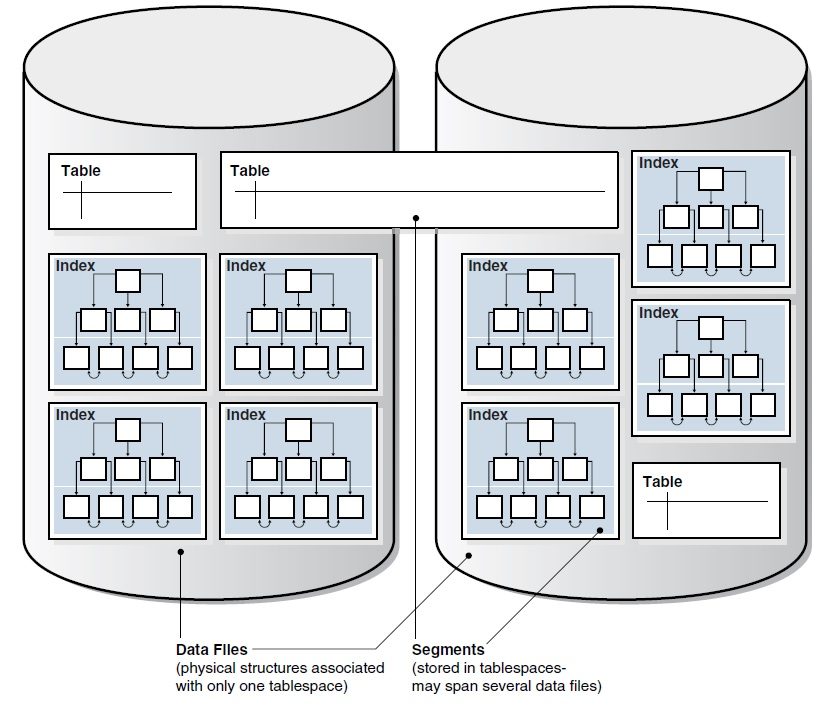 Table
Table
Index
Index
Index
Index
Index
Index
Index
Index
Table
Data Files
(physical structures associated
with only one tablespace)
Segments
(stored in tablespaces-
may span several data files)